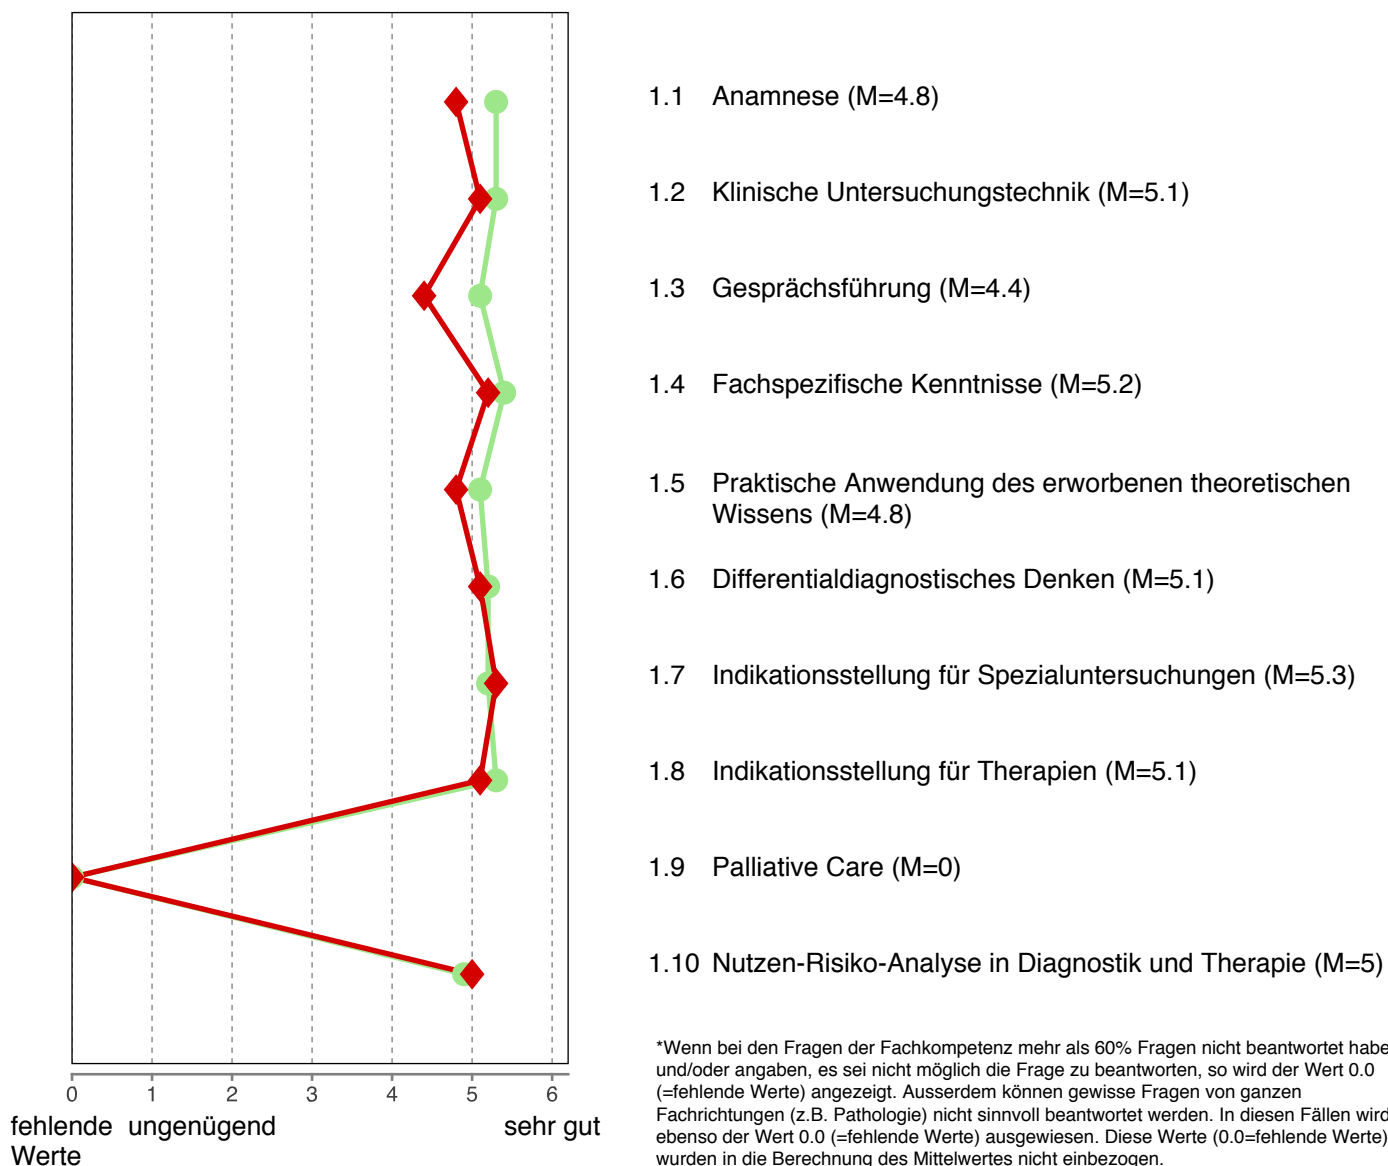 1.1 Anamnese (M=4.8)
1.2 Klinische Untersuchungstechnik (M=5.1)
1.3 Gesprächsführung (M=4.4)
1.4 Fachspezifische Kenntnisse (M=5.2)
1.5 Praktische Anwendung des erworbenen theoretischen
Wissens (M=4.8)
1.6 Differentialdiagnostisches Denken (M=5.1)
1.7 Indikationsstellung für Spezialuntersuchungen (M=5.3)
1.8 Indikationsstellung für Therapien (M=5.1)
1.9 Palliative Care (M=0)
1.10 Nutzen-Risiko-Analyse in Diagnostik und Therapie (M=5)
0 1 2 3 4 5 6
fehlende ungenügend sehr gut
Werte
*Wenn bei den Fragen der Fachkompetenz mehr als 60% Fragen nicht beantwortet habe
und/oder angaben, es sei nicht möglich die Frage zu beantworten, so wird der Wert 0.0
(=fehlende Werte) angezeigt. Ausserdem können gewisse Fragen von ganzen
Fachrichtungen (z.B. Pathologie) nicht sinnvoll beantwortet werden. In diesen Fällen wird
ebenso der Wert 0.0 (=fehlende Werte) ausgewiesen. Diese Werte (0.0=fehlende Werte)
wurden in die Berechnung des Mittelwertes nicht einbezogen.